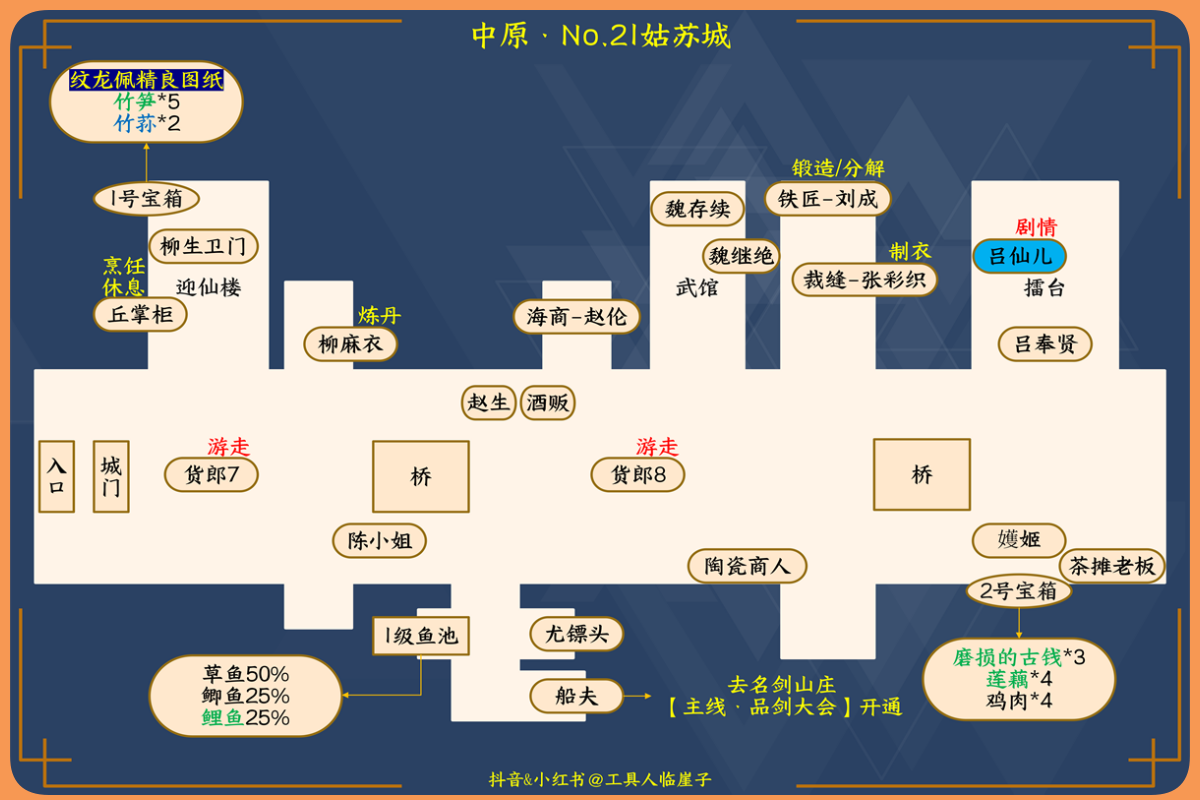 中原·No.21姑苏城
纹龙佩精良图纸
竹笋*5
竹荪*2
1号宝箱
柳生卫门
烹饪
休息
迎仙楼
丘掌柜
炼丹
柳麻衣
海商-赵伦
魏存续
魏继绝
武馆
锻造/分解
铁匠-刘成
制衣
裁缝-张彩织
剧情
吕仙儿
擂台
吕奉贤
赵生
酒贩
入口
城门
游走
货郎7
桥
游走
货郎8
桥
陈小姐
陶瓷商人
嬳姬
茶摊老板
2号宝箱
磨损的古钱*3
莲藕*4
鸡肉*4
1级鱼池
草鱼50%
鲫鱼25%
鲤鱼25%
尤镖头
船夫
去名剑山庄
【主线·品剑大会】开通
抖音&小红书@工具人临崖子